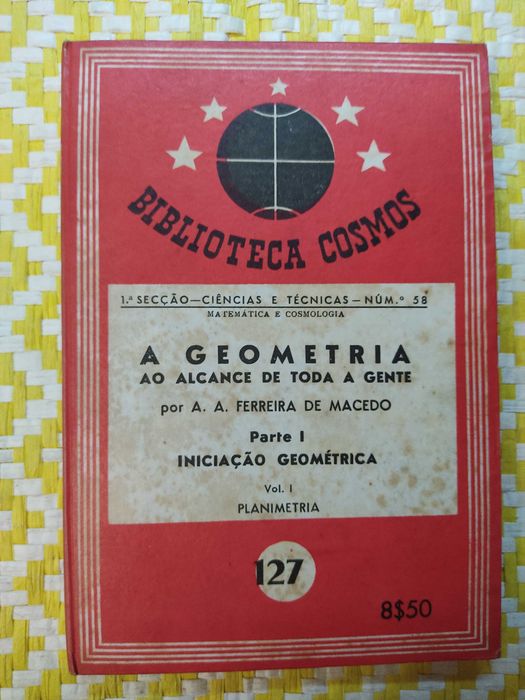 BIBLIOTECA COSMOS
1.ª SECÇÃO—CIÊNCIAS E TÉCNICAS—NÚM.º 58
MATEMÁTICA E COSMOLOGIA
A GEOMETRIA
AO ALCANCE DE TODA A GENTE
por A. A. FERREIRA DE MACEDO
Parte I
INICIAÇÃO GEOMÉTRICA
Vol. I
PLANIMETRIA
127
8$50